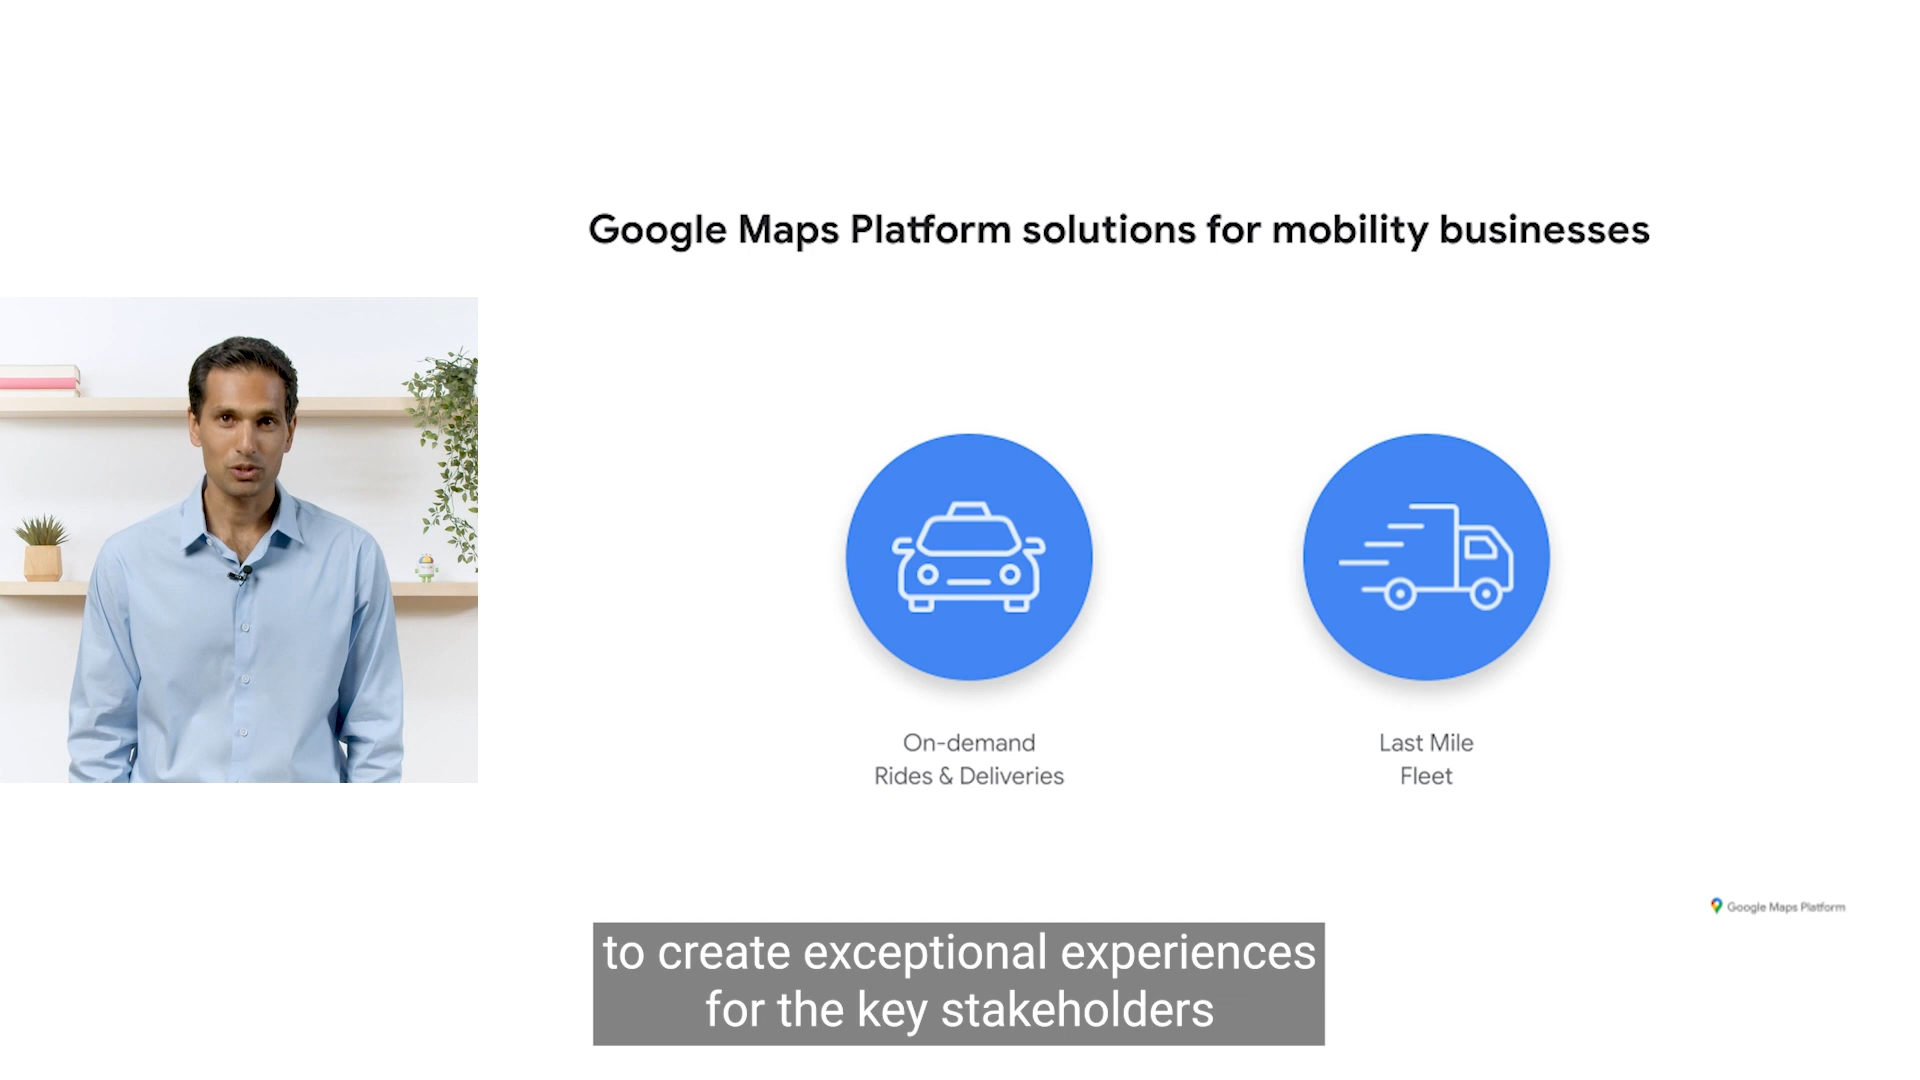 Google Maps Platform solutions for mobility businesses
On-demand
Rides & Deliveries
Last Mile
Fleet
Google Maps Platform
to create exceptional experiences
for the key stakeholders